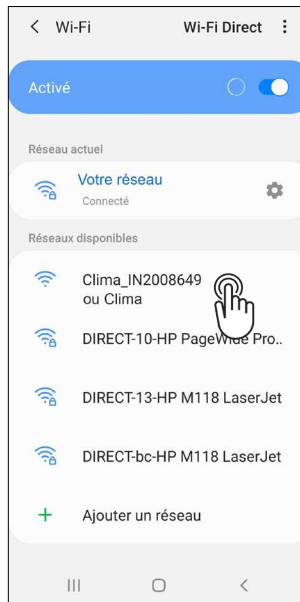 Wi-Fi Wi-Fi Direct
Activé
Réseau actuel
Votre réseau
Connecté
Réseaux disponibles
Clima_IN2008649
ou Clima
DIRECT-10-HP PageWide Pro..
DIRECT-13-HP M118 LaserJet
DIRECT-bc-HP M118 LaserJet
Ajouter un réseau